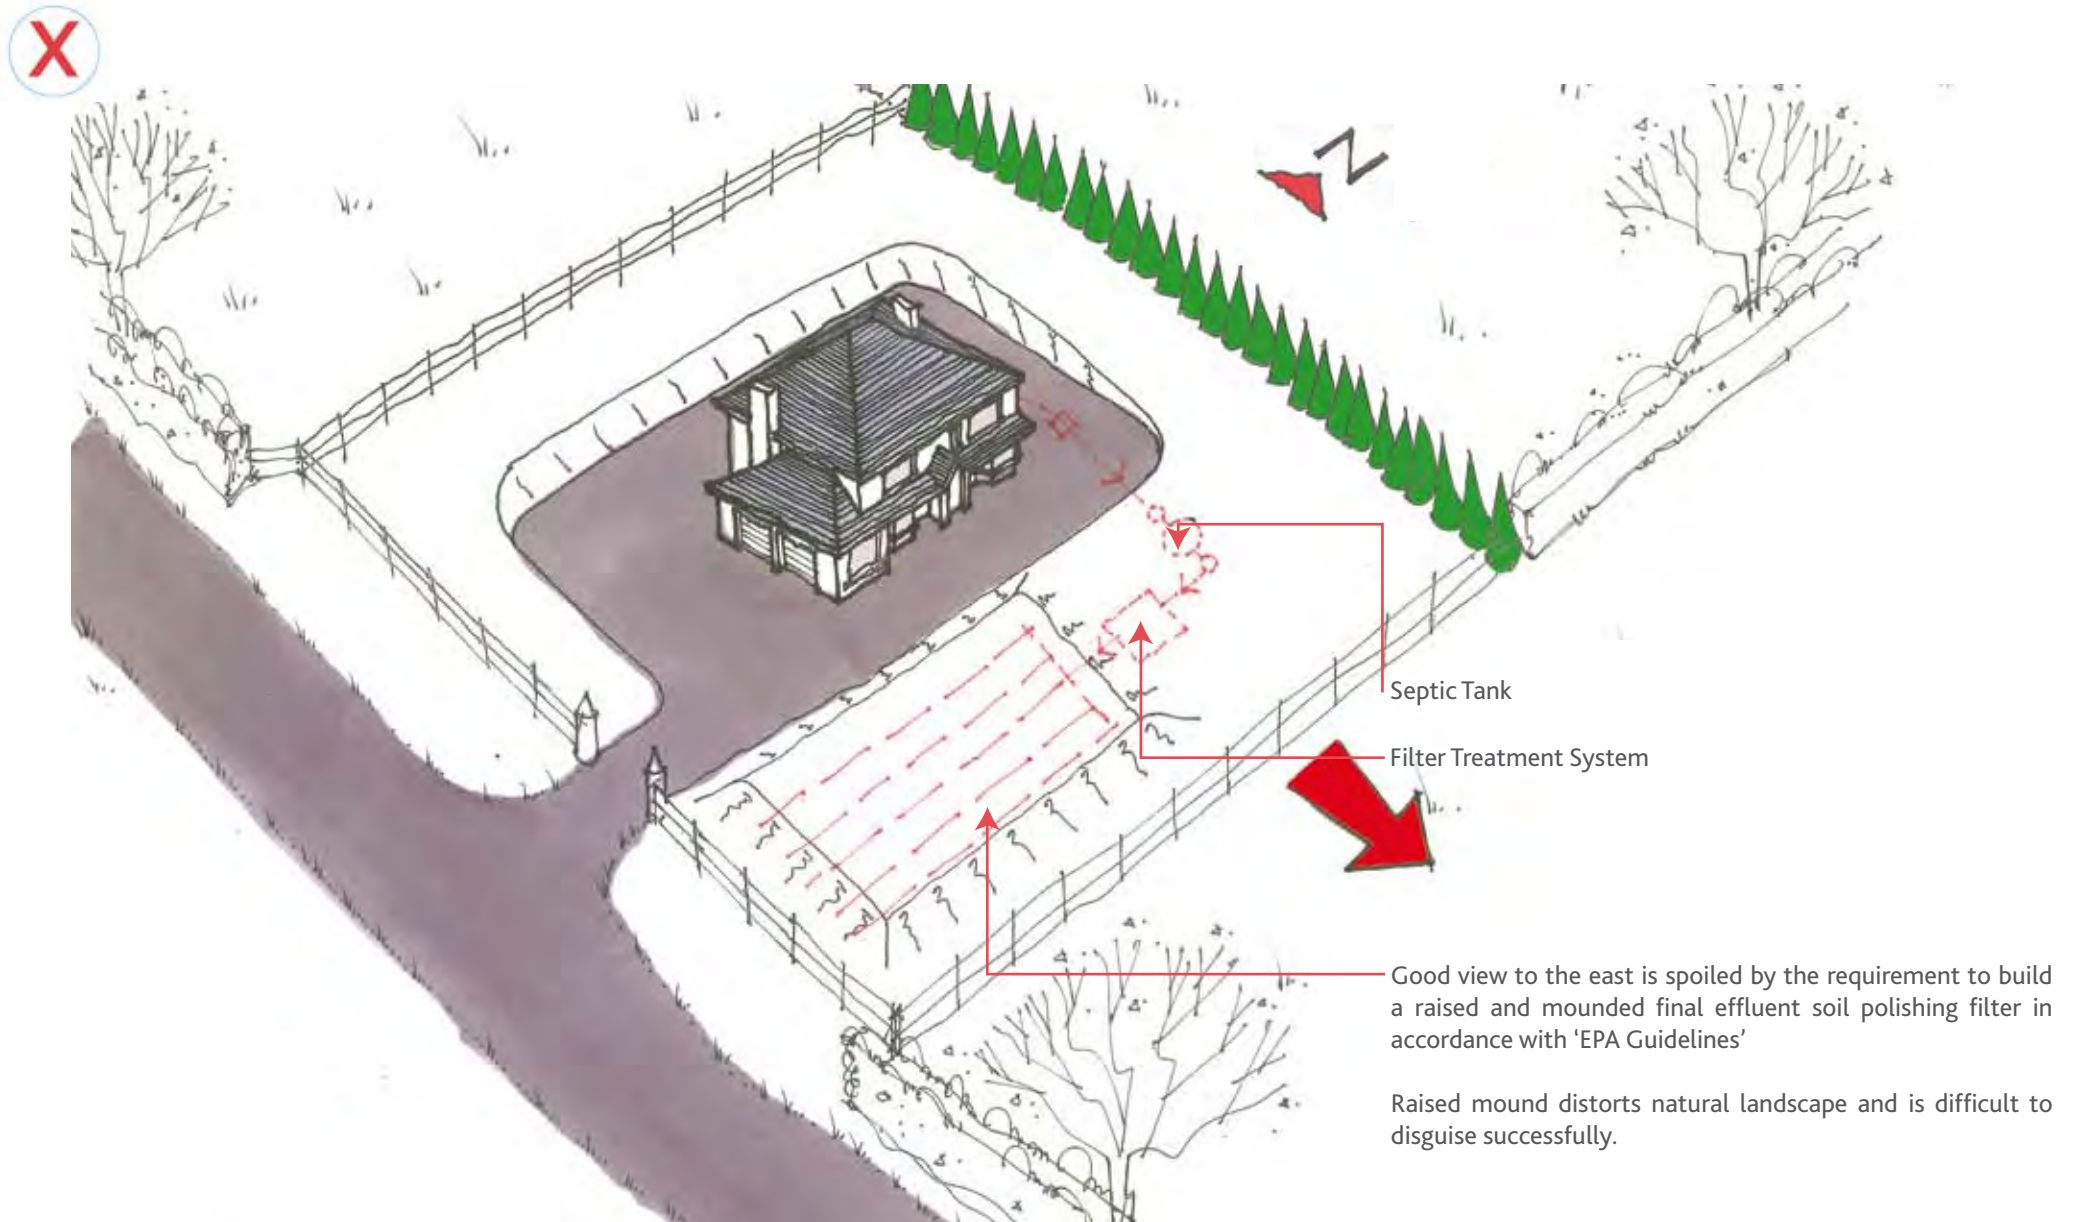 X
N
Septic Tank
Filter Treatment System
Good view to the east is spoiled by the requirement to build
a raised and mounded final effluent soil polishing filter in
accordance with ‘EPA Guidelines’
Raised mound distorts natural landscape and is difficult to
disguise successfully.